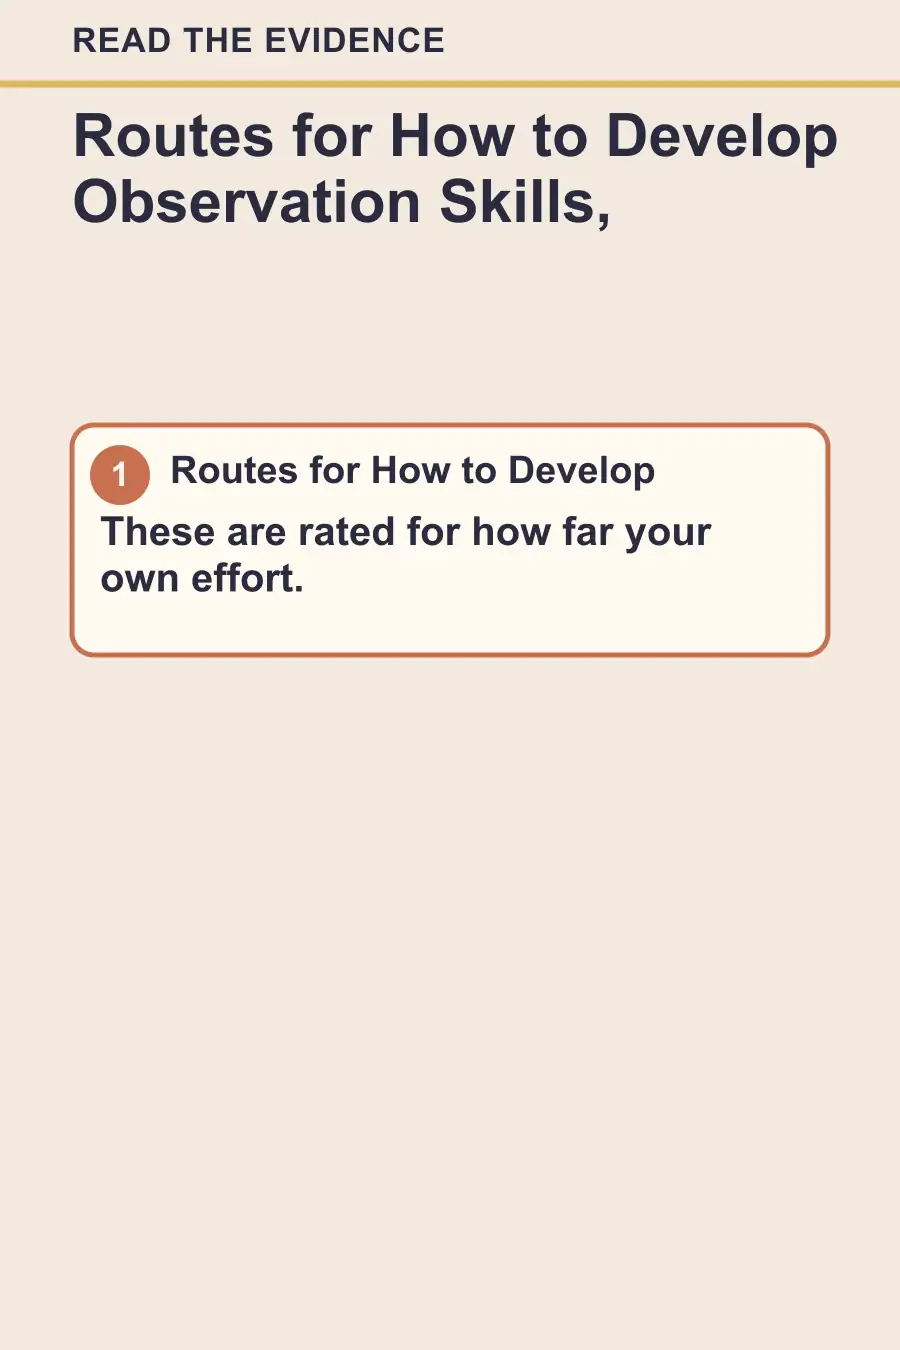 READ THE EVIDENCE
Routes for How to Develop
Observation Skills,
1 Routes for How to Develop
These are rated for how far your
own effort.